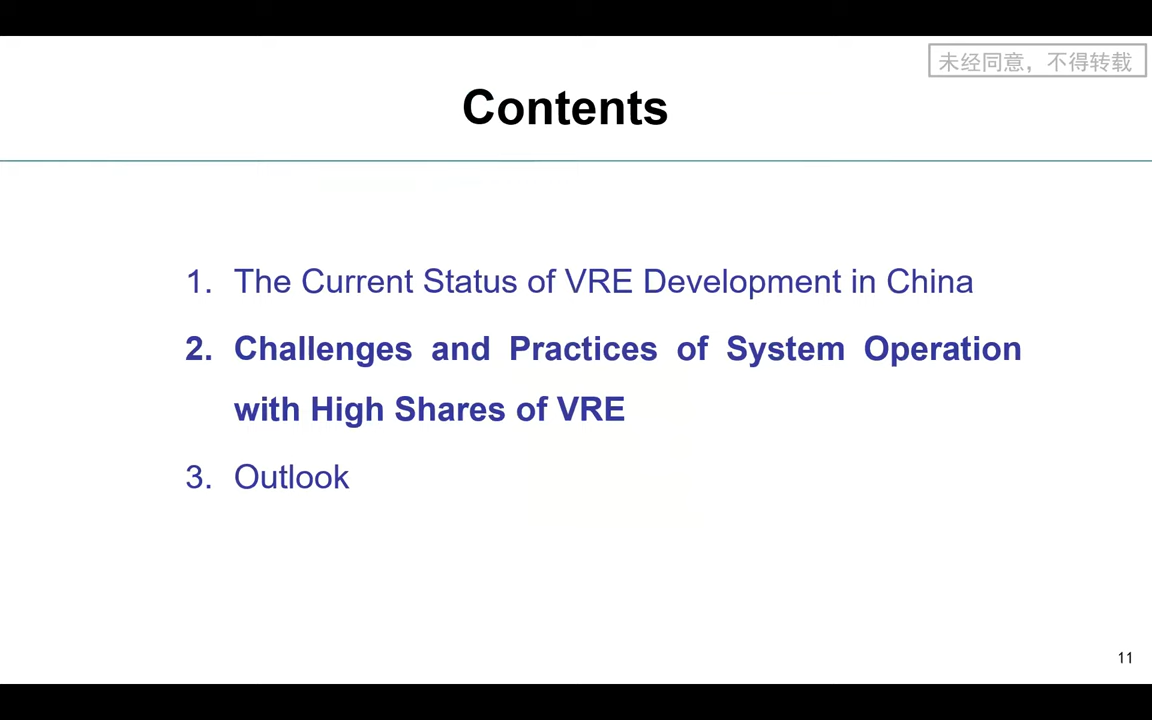 未经同意，不得转载
Contents
1. The Current Status of VRE Development in China
2. Challenges and Practices of System Operation
with High Shares of VRE
3. Outlook
11